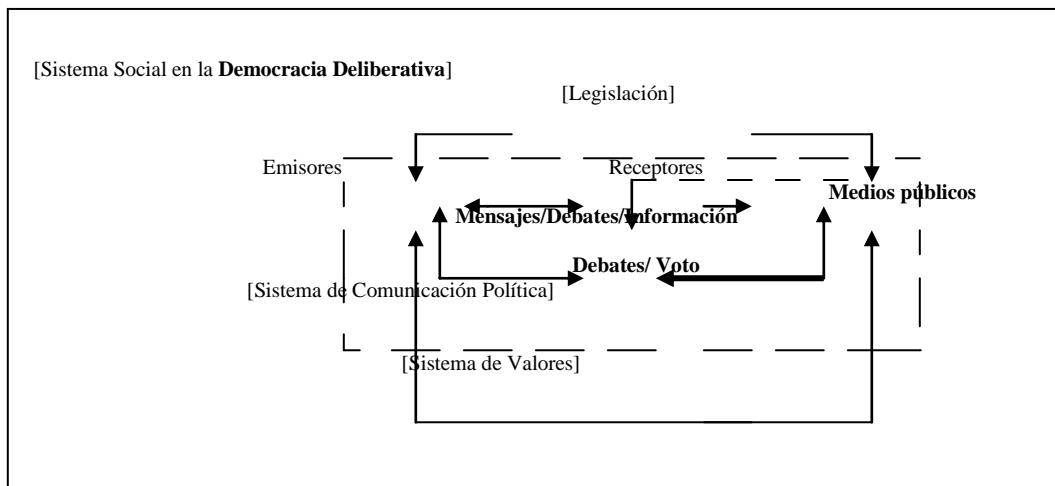 [Sistema Social en la Democracia Deliberativa]
[Legislación]
Emisores
Receptores
Medios públicos
Mensajes/Debates/Información
Debates/ Voto
[Sistema de Comunicación Política]
[Sistema de Valores]